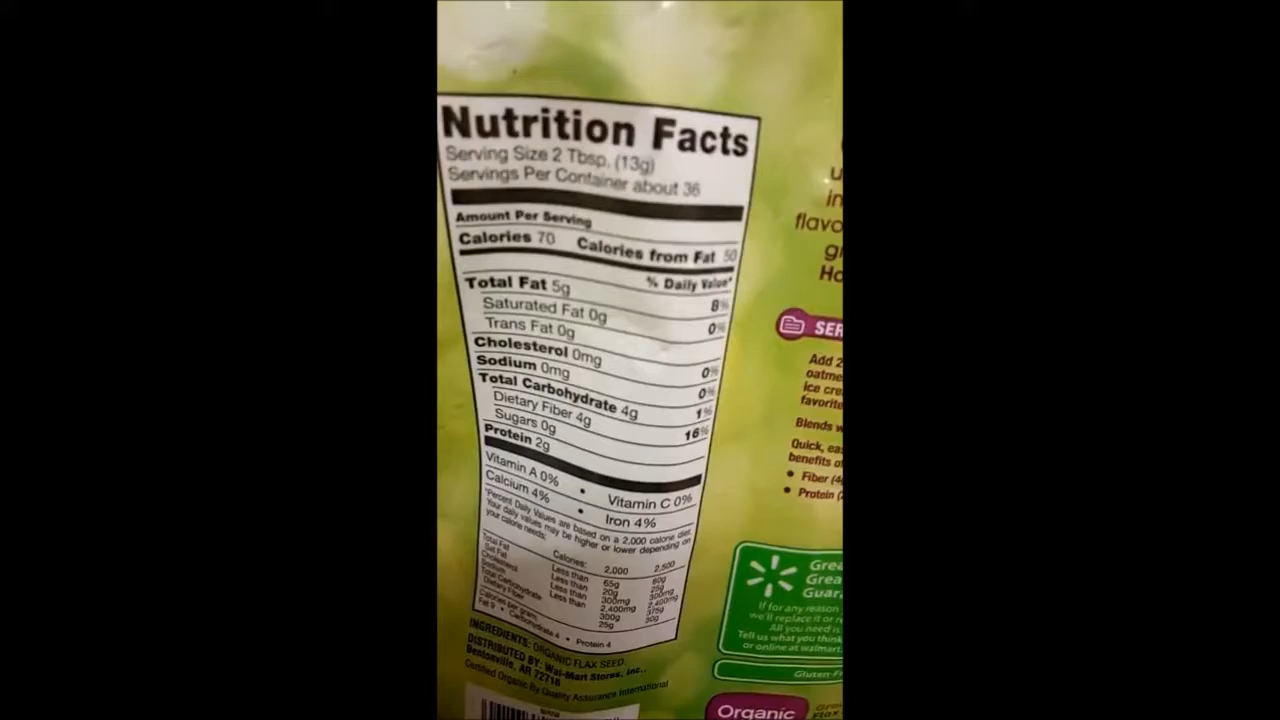 Nutrition Facts
Serving Size 2 Tbsp. (13g)
Servings Per Container about 36
Amount Per Serving
Calories 70 Calories from Fat 50
% Daily Value*
Total Fat 5g 8%
Saturated Fat 0g 0%
Trans Fat 0g
Cholesterol 0mg 0%
Sodium 0mg 0%
Total Carbohydrate 4g 1%
Dietary Fiber 4g 16%
Sugars 0g
Protein 2g
Vitamin A 0% • Vitamin C 0%
Calcium 4% • Iron 4%
*Percent Daily Values are based on a 2,000 calorie diet.
Your daily values may be higher or lower depending on
your calorie needs:
Calories: 2,000 2,500
Total Fat Less than 65g 80g
Sat Fat Less than 20g 25g
Cholesterol Less than 300mg 300mg
Sodium Less than 2,400mg 2,400mg
Total Carbohydrate 300g 375g
Dietary Fiber 25g 30g
Calories per gram:
Fat 9 • Carbohydrate 4 • Protein 4
INGREDIENTS: ORGANIC FLAX SEED.
DISTRIBUTED BY: Wal-Mart Stores, Inc.,
Bentonville, AR 72716
Certified Organic By Quality Assurance International
flavo
SER
Add 2
oatme
ice cre
favorite
Blends w
Quick, ea
benefits o
• Fiber (4
• Protein (2
Grea
Grea
Guar
If for any reason
we'll replace it or r
All you need is
Tell us what you think
or online at walmart.
Gluten-F
Organic